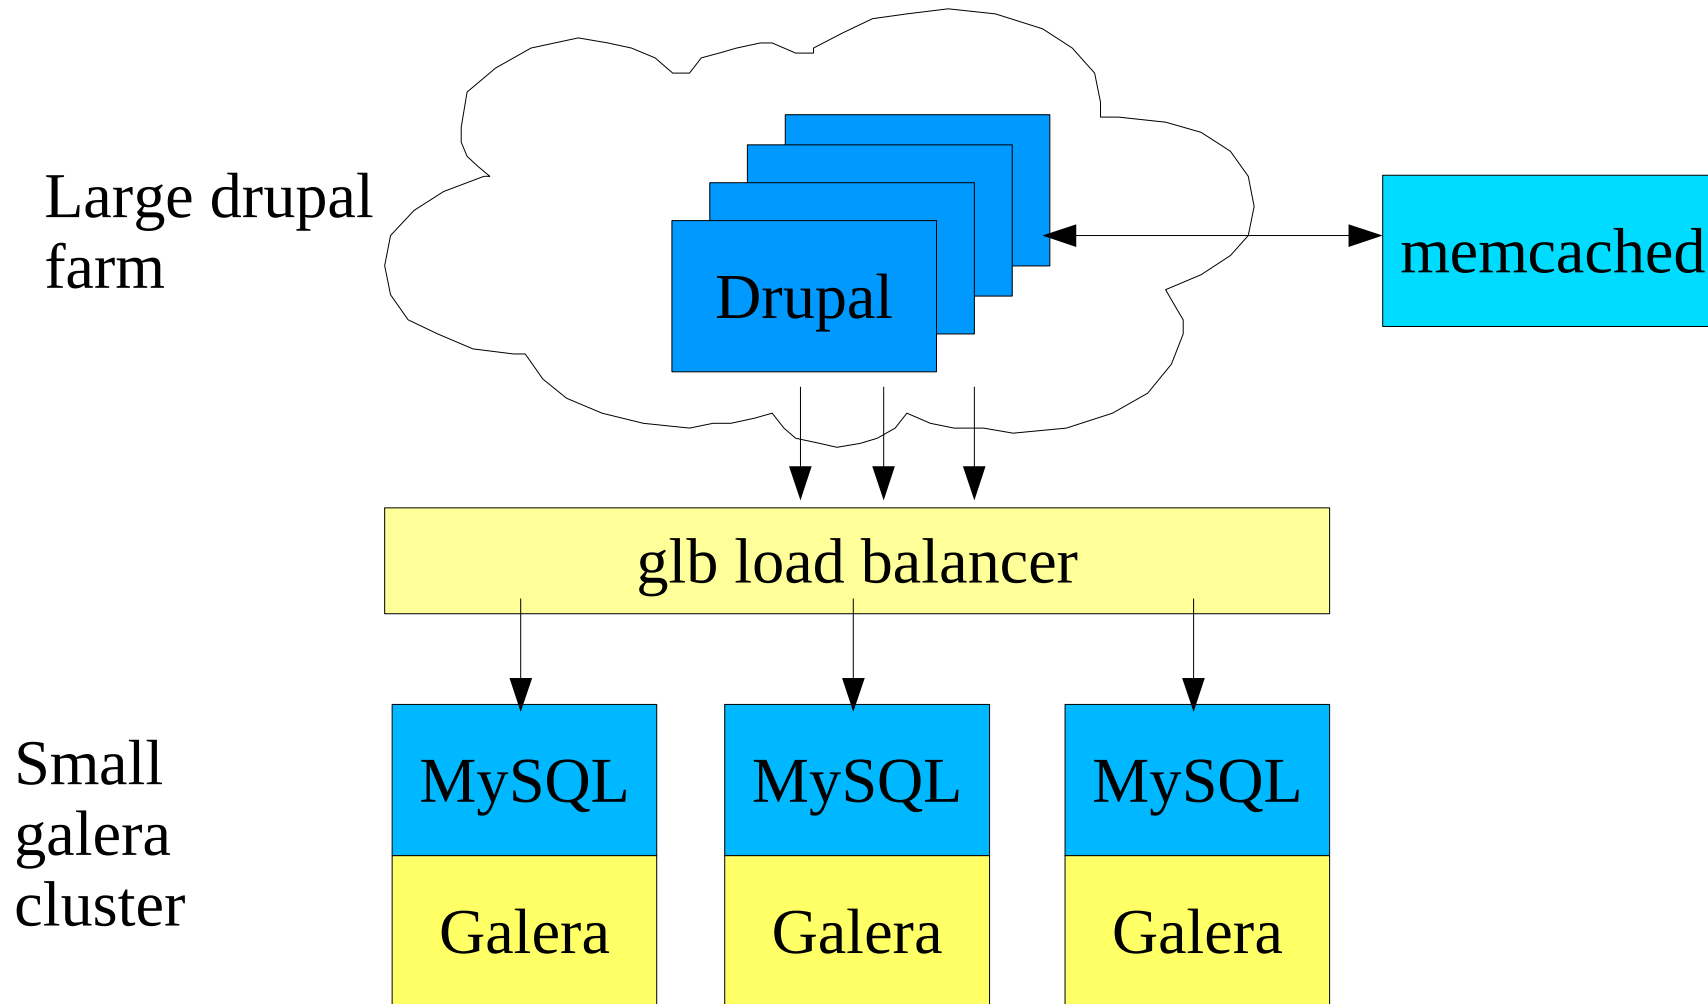 Large drupal
farm
Drupal
memcached
glb load balancer
Small
galera
cluster
MySQL
MySQL
MySQL
Galera
Galera
Galera